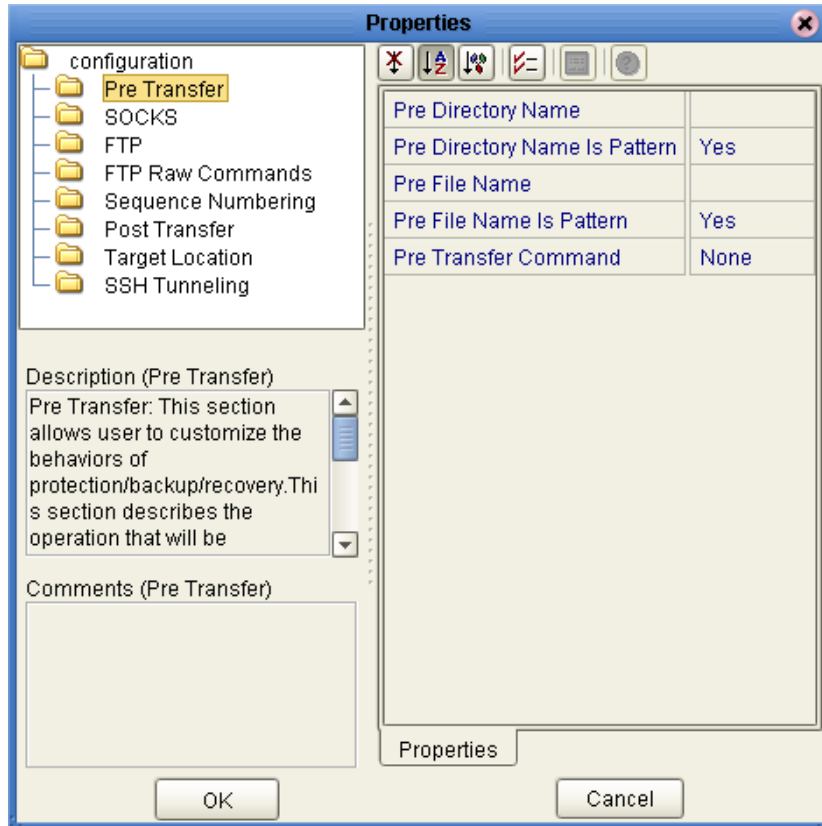 Properties
configuration
Pre Transfer
SOCKS
FTP
FTP Raw Commands
Sequence Numbering
Post Transfer
Target Location
SSH Tunneling
Description (Pre Transfer)
Pre Transfer: This section
allows user to customize the
behaviors of
protection/backup/recovery.Thi
s section describes the
operation that will be
Comments (Pre Transfer)
OK
Pre Directory Name
Pre Directory Name Is Pattern Yes
Pre File Name
Pre File Name Is Pattern Yes
Pre Transfer Command None
Properties
Cancel